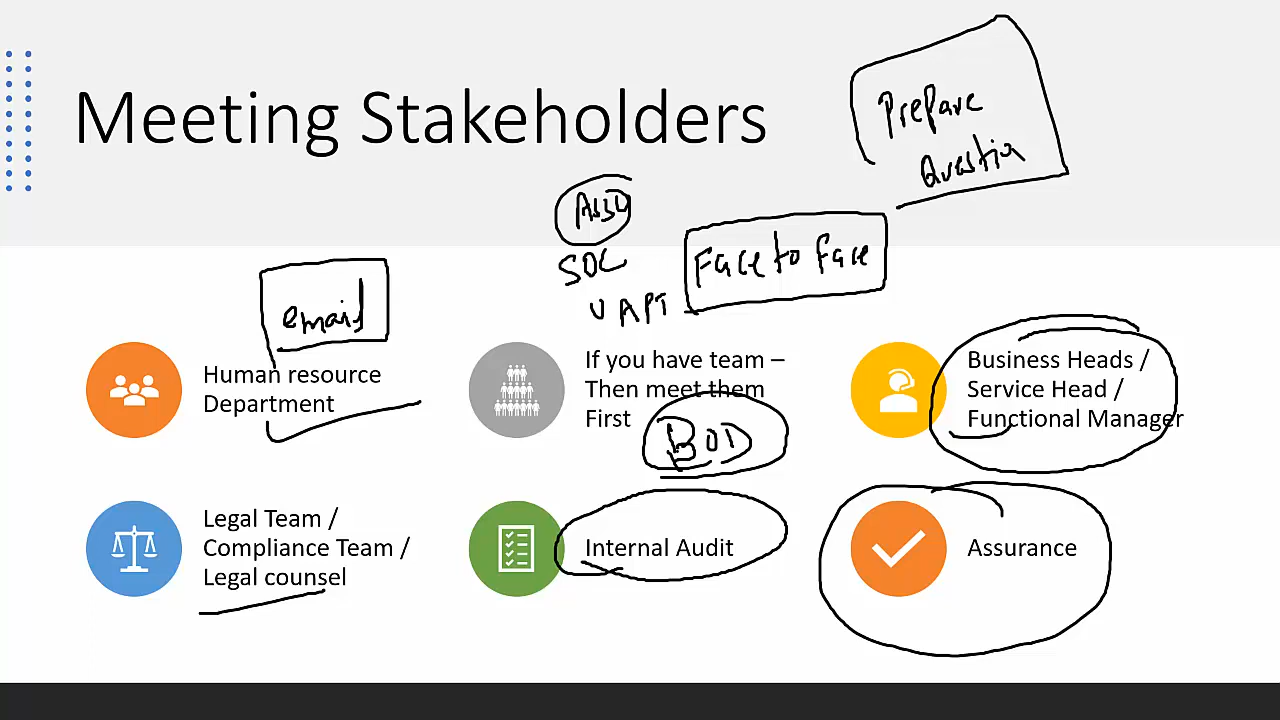 Meeting Stakeholders
Prepare
Question
SOC
VAPT
Face to Face
email
Human resource
Department
If you have team –
Then meet them
First
BOD
Business Heads /
Service Head /
Functional Manager
Legal Team /
Compliance Team /
Legal counsel
Internal Audit
Assurance